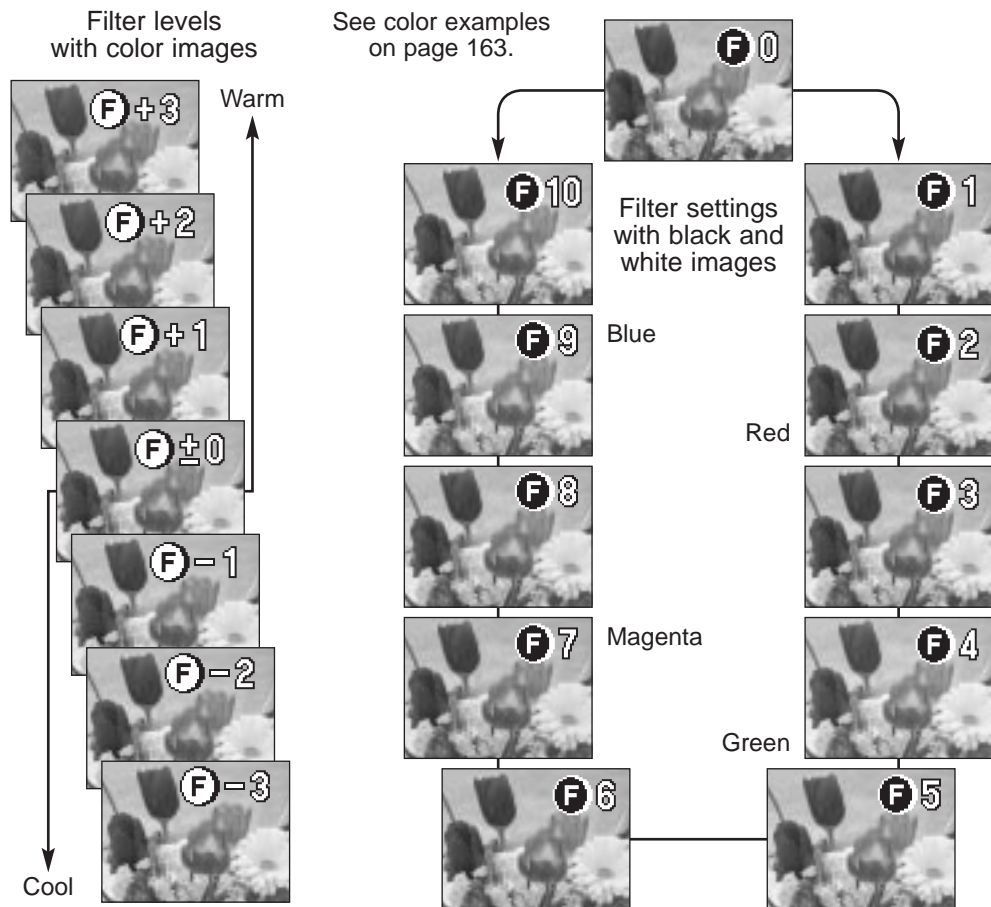 Filter levels
with color images
Warm
F +3
F +2
F +1
F ±0
F −1
F −2
F −3
Cool
See color examples
on page 163.
F 0
Filter settings
with black and
white images
F 10
F 1
F 9
Blue
F 2
Red
F 8
F 3
F 7
Magenta
F 4
Green
F 6
F 5